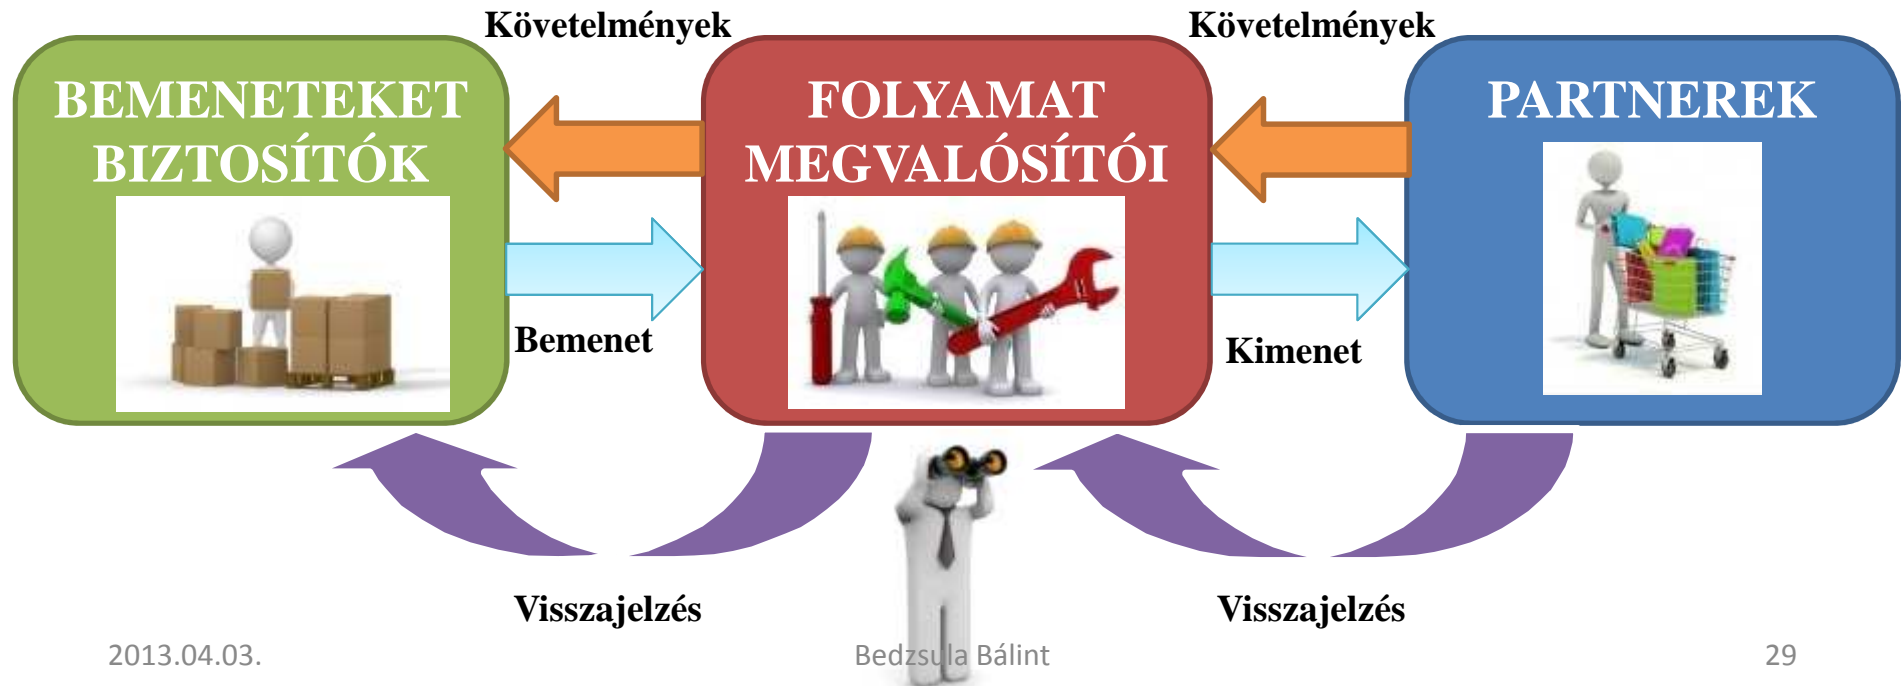 Követelmények
Követelmények
BEMENETEKET
BIZTOSÍTÓK
FOLYAMAT
MEGVALÓSÍTÓI
PARTNEREK
Bemenet
Kimenet
Visszajelzés
Visszajelzés
2013.04.03.
Bedzsula Bálint
29